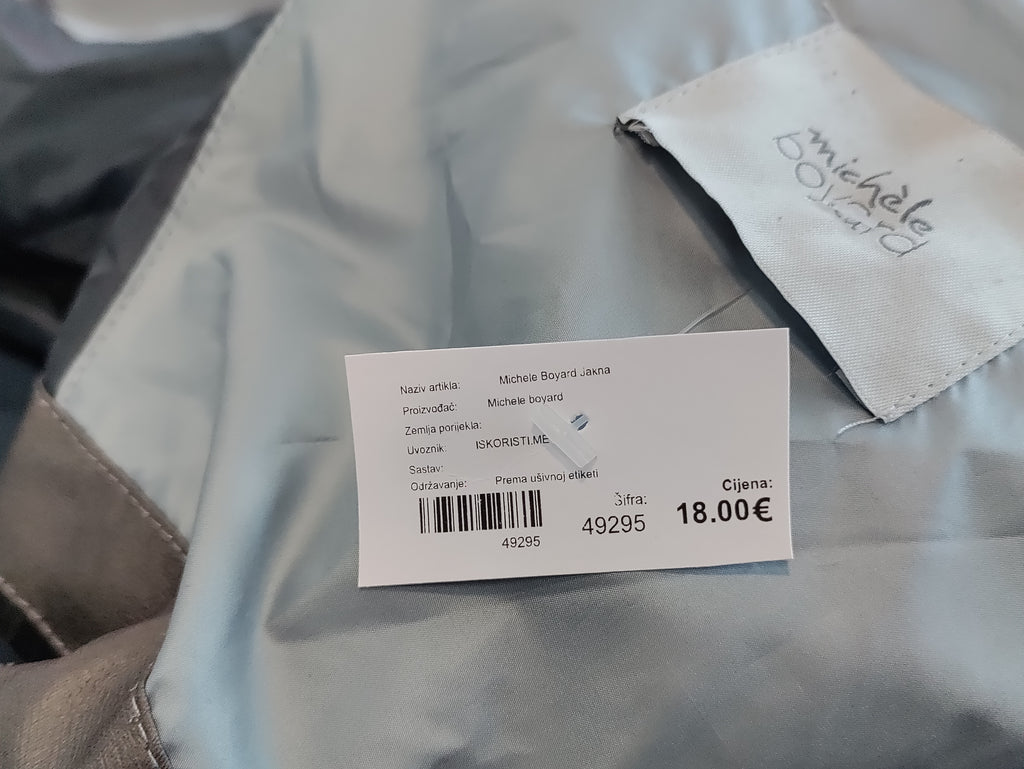 michèle
boyard
Naziv artikla: Michele Boyard Jakna
Proizvođač: Michele boyard
Zemlja porijekla:
Uvoznik: ISKORISTI.ME
Sastav:
Održavanje: Prema ušivnoj etiketi
Šifra:
Cijena:
49295
18.00€
49295